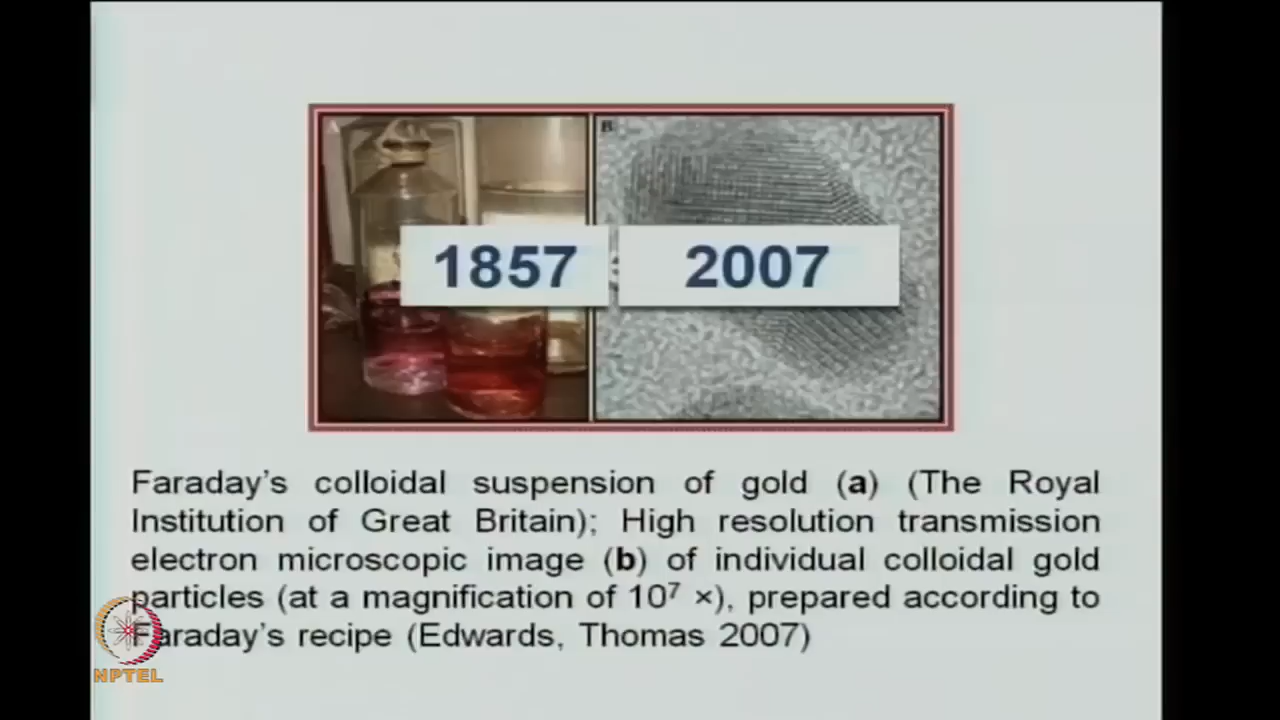 B
1857
2007
Faraday's colloidal suspension of gold (a) (The Royal
Institution of Great Britain); High resolution transmission
electron microscopic image (b) of individual colloidal gold
particles (at a magnification of 10⁷ ×), prepared according to
Faraday's recipe (Edwards, Thomas 2007)
NPTEL